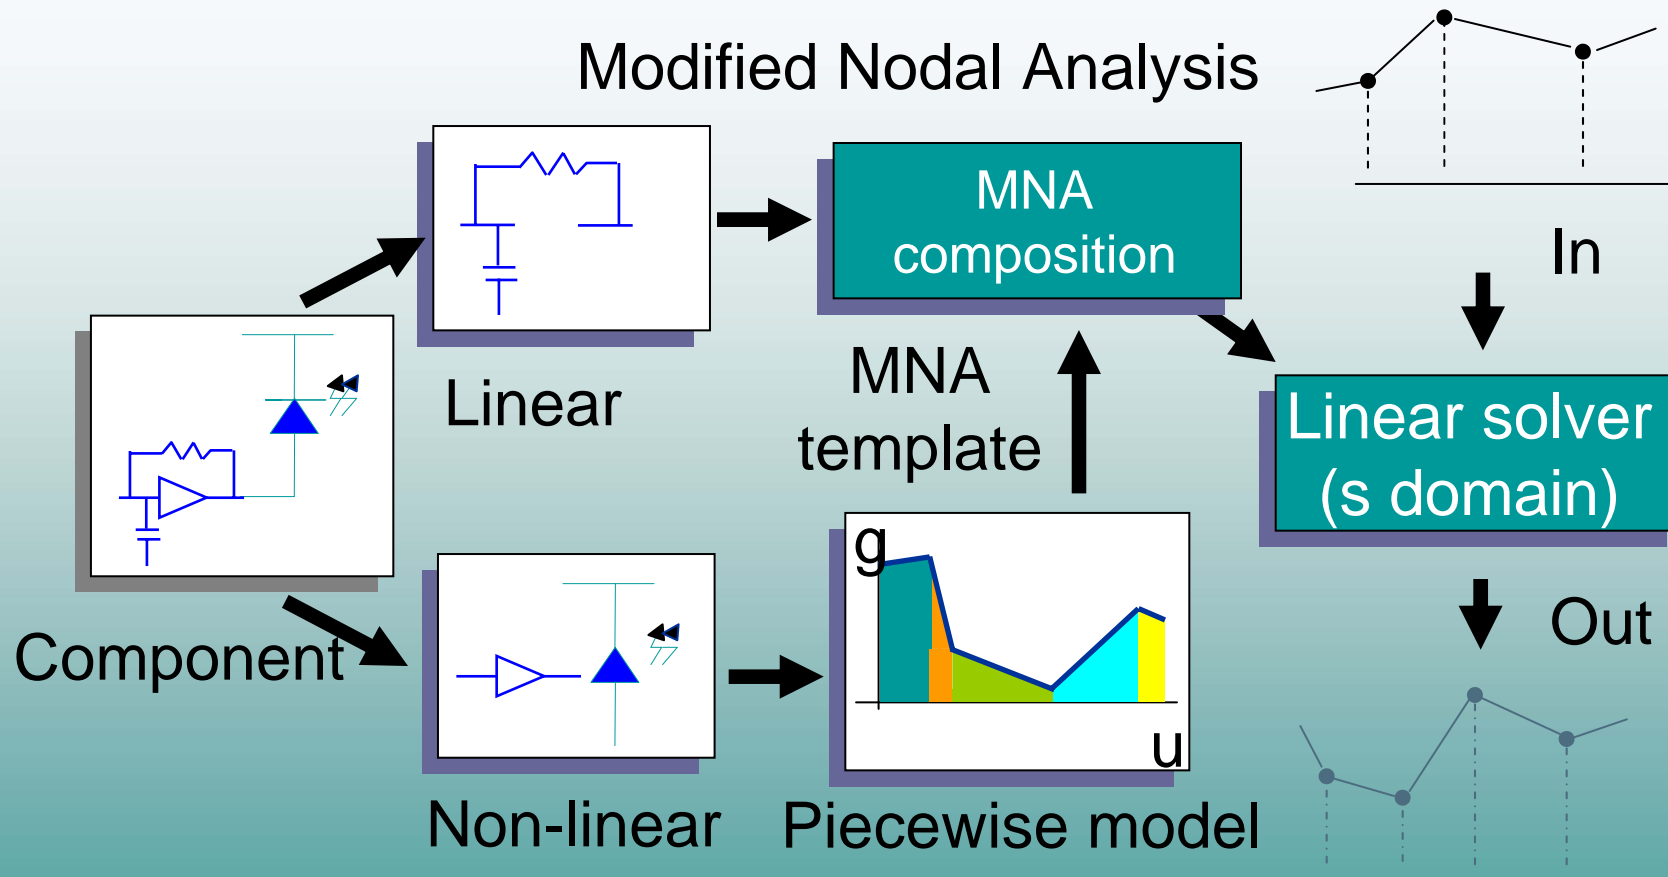 Modified Nodal Analysis
MNA
composition
In
Linear
MNA
template
Linear solver
(s domain)
Component
g
u
Out
Non-linear
Piecewise model